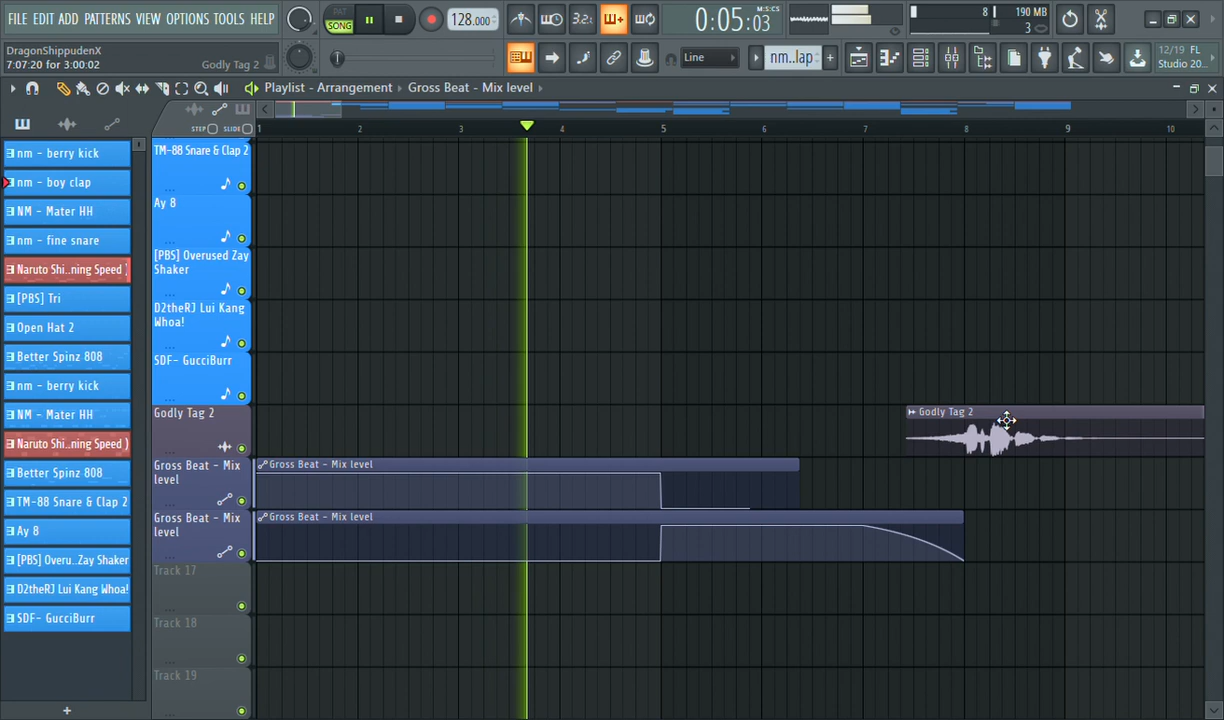 FILE EDIT ADD PATTERNS VIEW OPTIONS TOOLS HELP
PAT
SONG
128.000
3.2:
0:05:03
M:S:CS
8
190 MB
3
DragonShippudenX
7:07:20 for 3:00:02
Godly Tag 2
Line
nm..lap
12/19 FL
Studio 20..
Playlist - Arrangement
Gross Beat - Mix level
STEP
SLIDE
1 2 3 4 5 6 7 8 9 10
nm - berry kick
nm - boy clap
NM - Mater HH
nm - fine snare
Naruto Shi..ning Speed )
[PBS] Tri
Open Hat 2
Better Spinz 808
nm - berry kick
NM - Mater HH
Naruto Shi..ning Speed )
Better Spinz 808
TM-88 Snare & Clap 2
Ay 8
[PBS] Overu..Zay Shaker
D2theRJ Lui Kang Whoa!
SDF- GucciBurr
+
TM-88 Snare & Clap 2
Ay 8
[PBS] Overused Zay
Shaker
D2theRJ Lui Kang
Whoa!
SDF- GucciBurr
Godly Tag 2
Godly Tag 2
Gross Beat - Mix
level
Gross Beat - Mix level
Gross Beat - Mix
level
Gross Beat - Mix level
Track 17
Track 18
Track 19